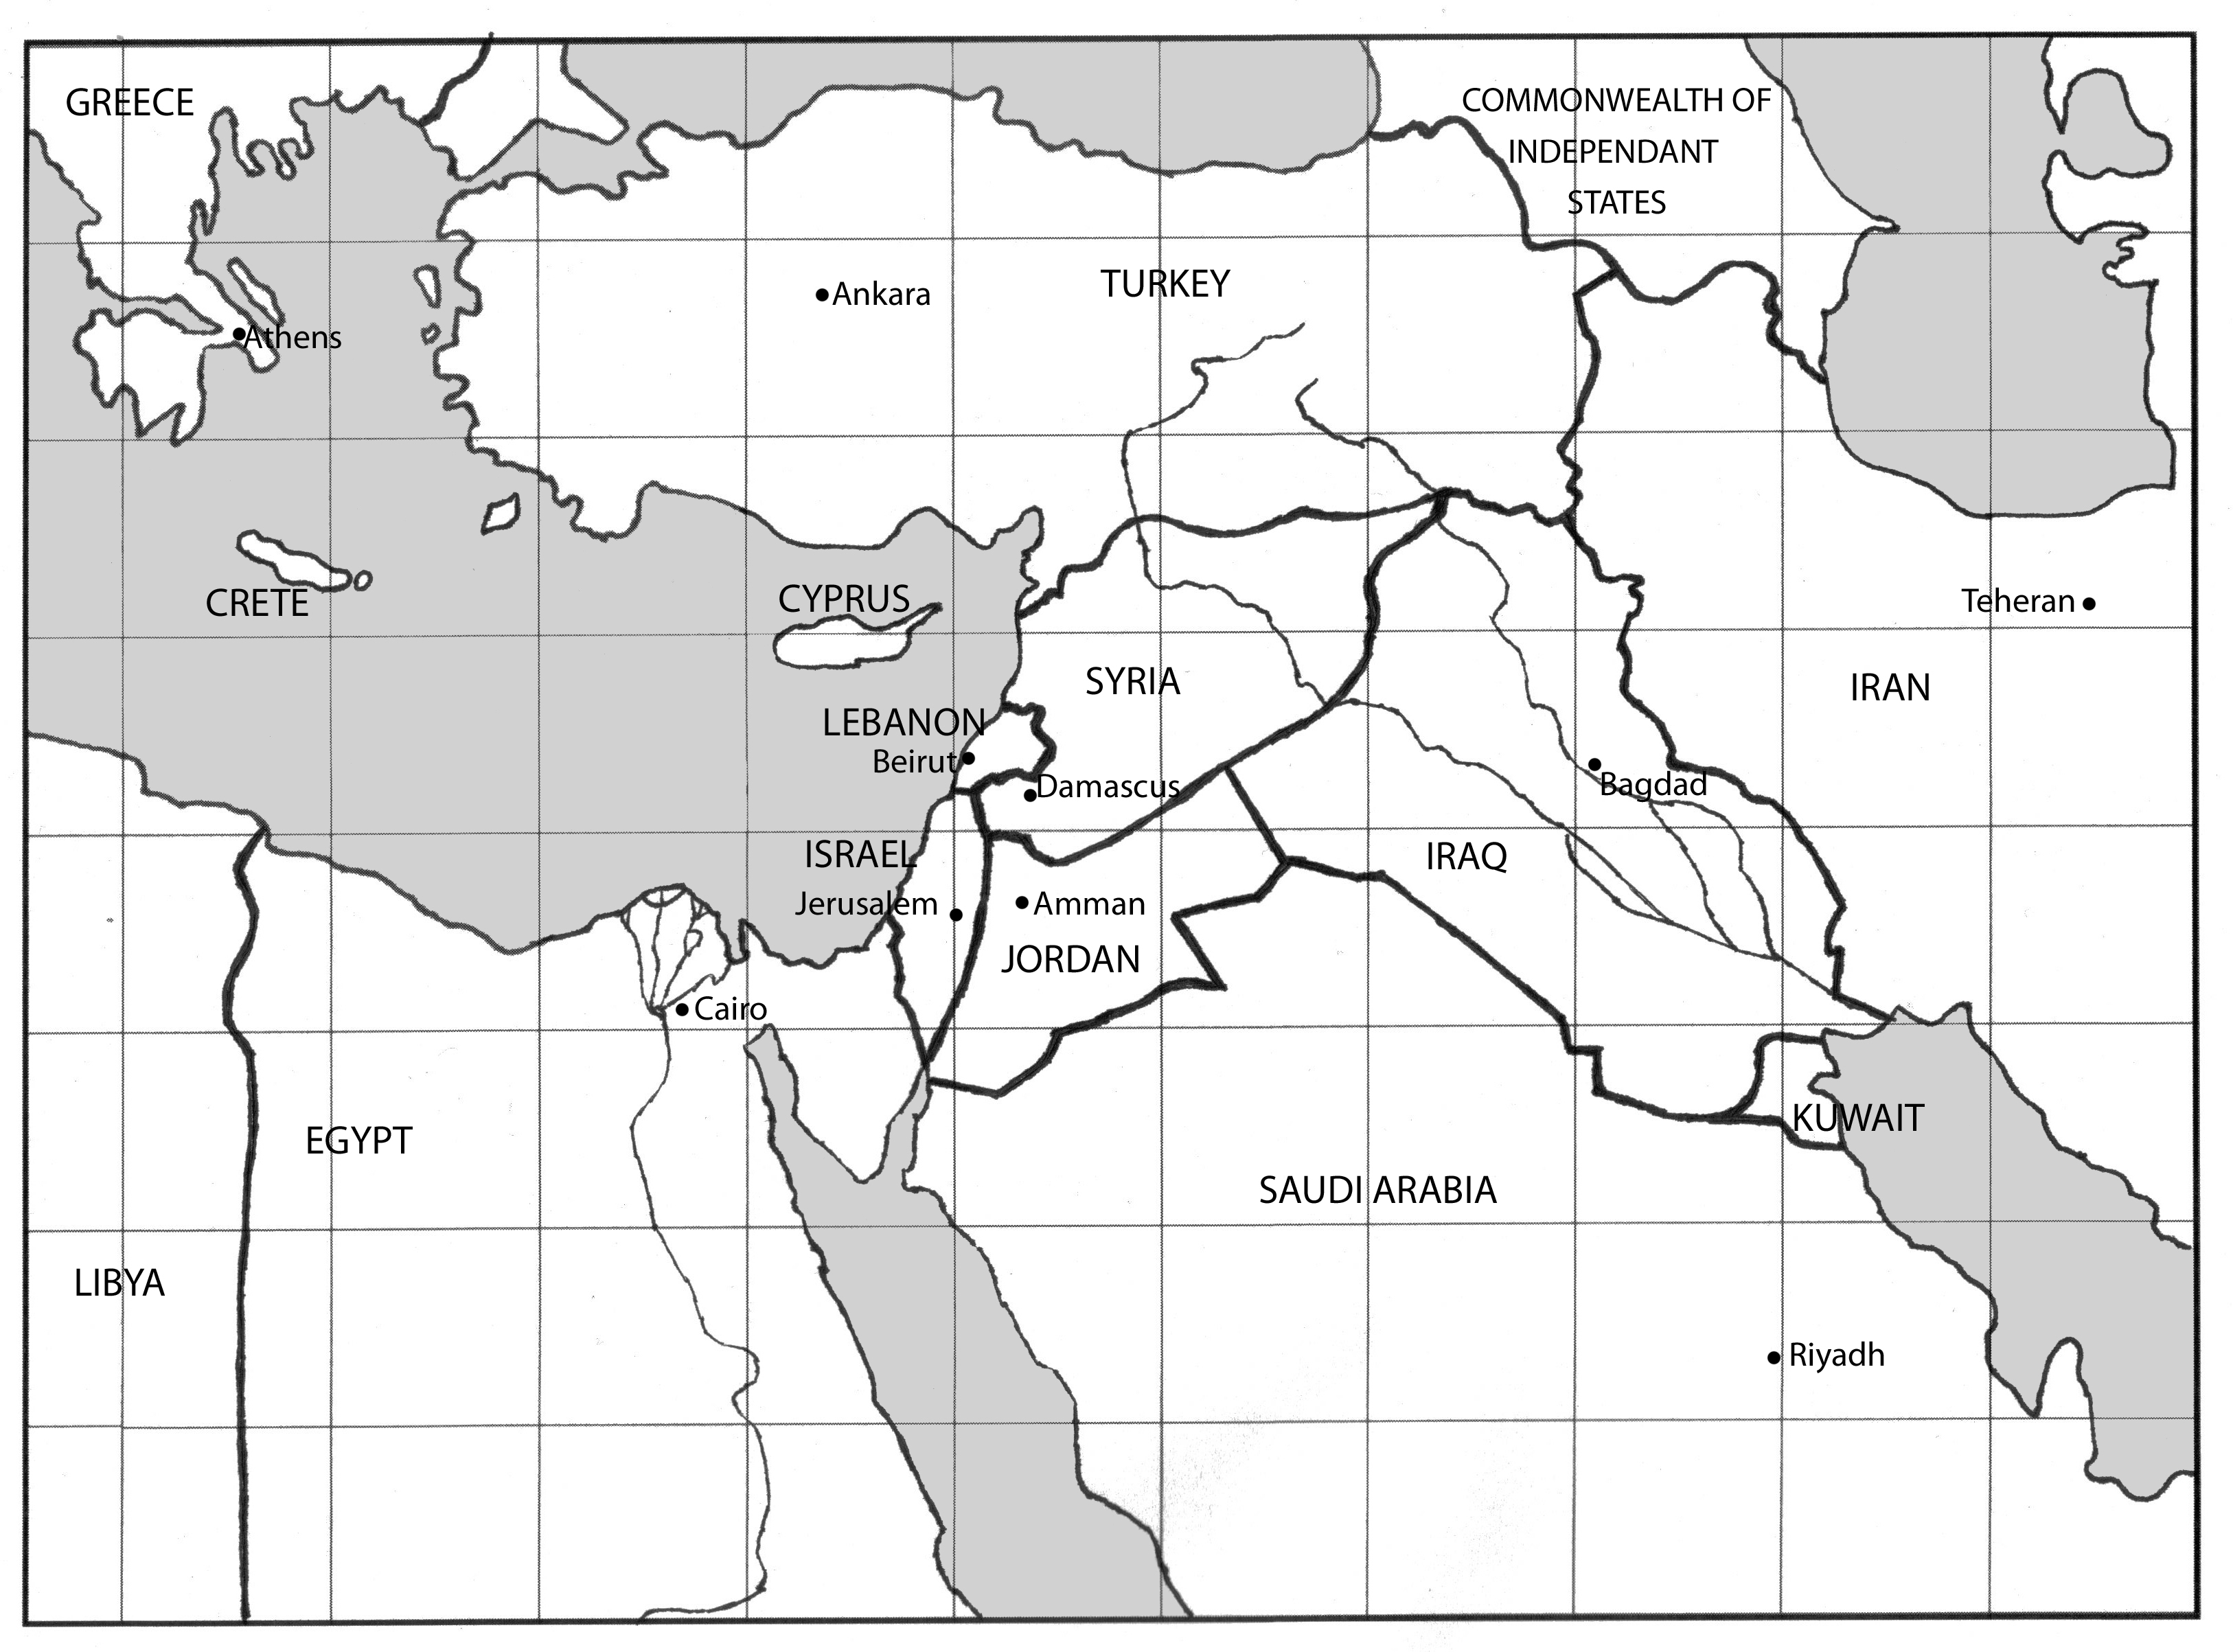 GREECE
COMMONWEALTH OF
INDEPENDANT
STATES
TURKEY
Ankara
Athens
CRETE
CYPRUS
Teheran
SYRIA
IRAN
LEBANON
Beirut
Damascus
Bagdad
ISRAEL
IRAQ
Jerusalem
Amman
JORDAN
Cairo
EGYPT
KUWAIT
SAUDI ARABIA
LIBYA
Riyadh